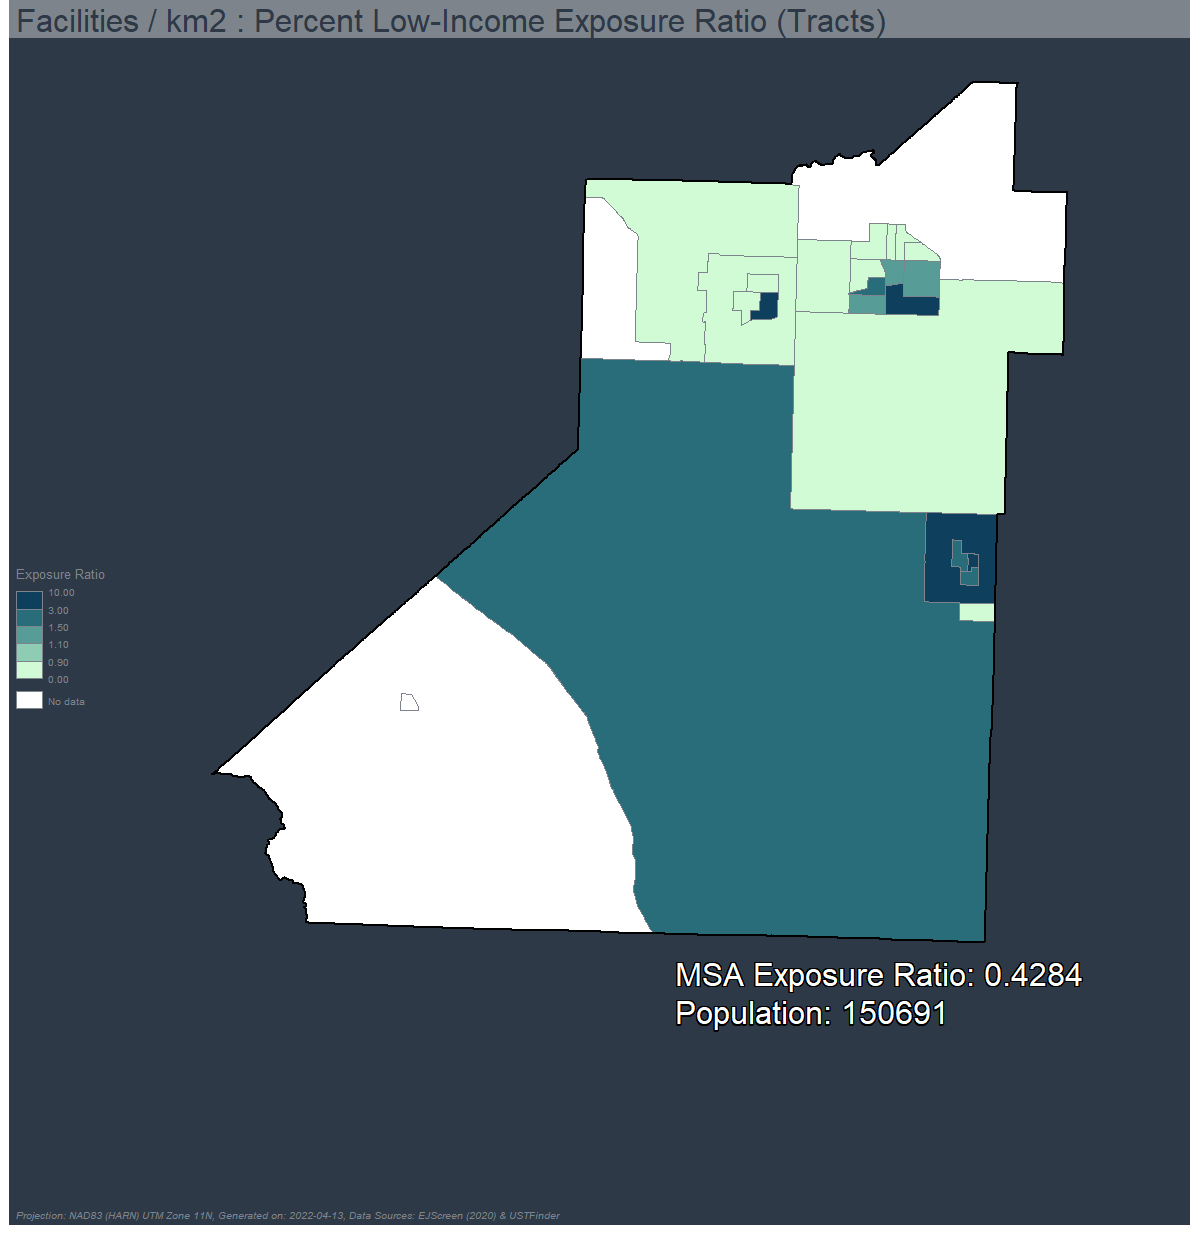 Facilities / km2 : Percent Low-Income Exposure Ratio (Tracts)
Exposure Ratio
10.00
3.00
1.50
1.10
0.90
0.00
No data
MSA Exposure Ratio: 0.4284
Population: 150691
Projection: NAD83 (HARN) UTM Zone 11N, Generated on: 2022-04-13, Data Sources: EJScreen (2020) & USTFinder